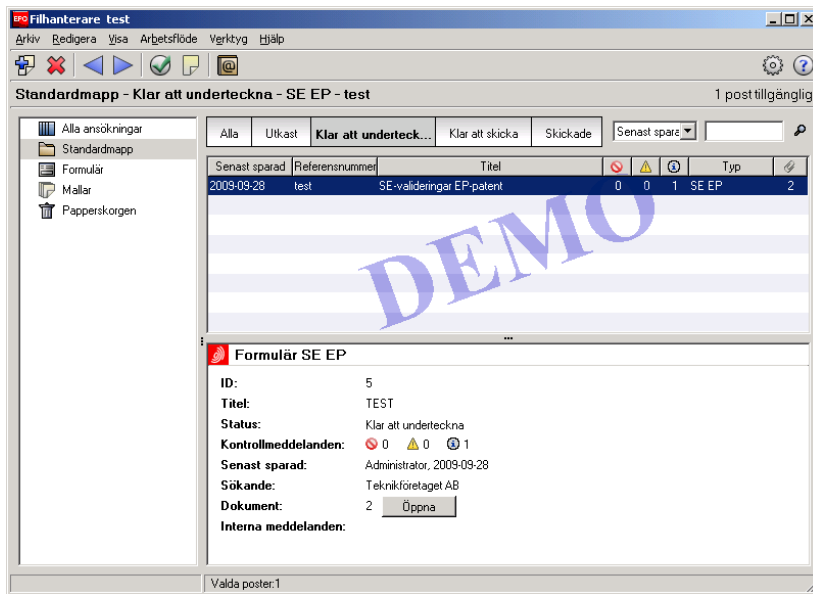 EPO Filhanterare test
Arkiv Redigera Visa Arbetsflöde Verktyg Hjälp
Standardmapp - Klar att underteckna - SE EP - test 1 post tillgänglig
Alla ansökningar
Standardmapp
Formulär
Mallar
Papperskorgen
Alla Utkast Klar att underteck... Klar att skicka Skickade Senast spara
Senast sparad Referensnummer Titel Typ
2009-09-28 test SE-valideringar EP-patent 0 0 1 SE EP 2
DEMO
Formulär SE EP
ID: 5
Titel: TEST
Status: Klar att underteckna
Kontrollmeddelanden: 0 0 1
Senast sparad: Administrator, 2009-09-28
Sökande: Teknikföretaget AB
Dokument: 2 Öppna
Interna meddelanden:
Valda poster:1